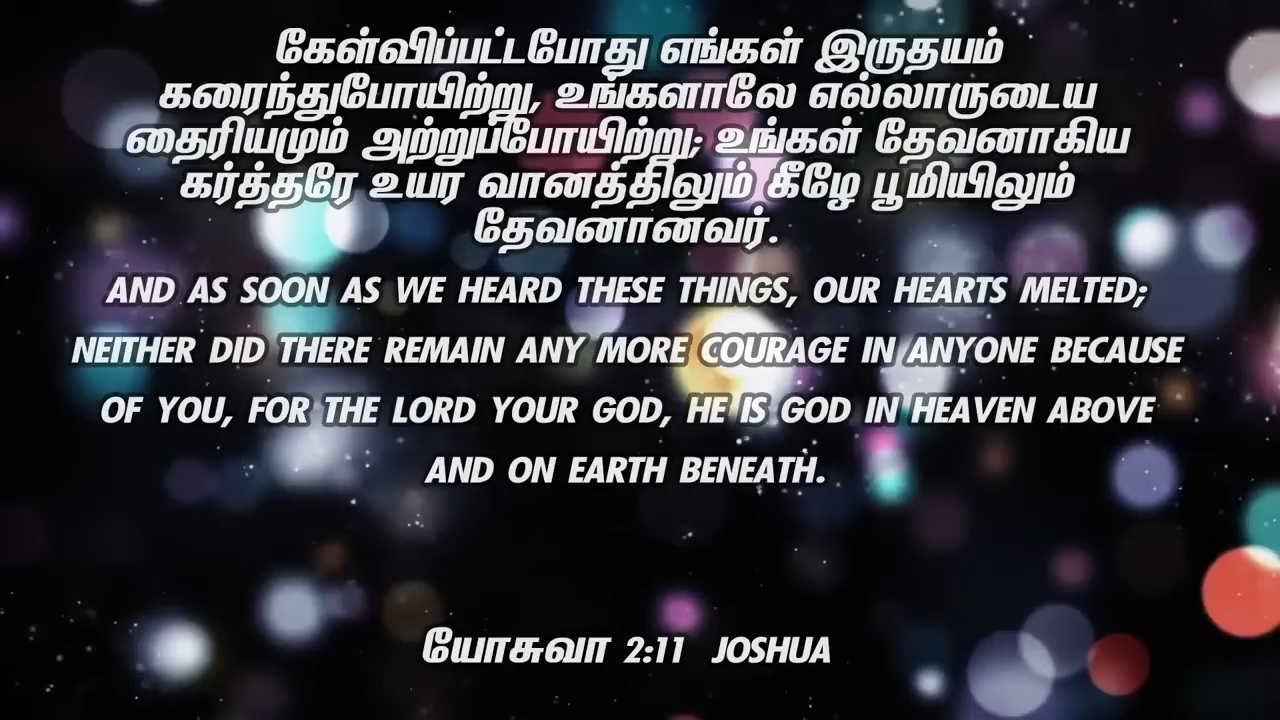 கேள்விப்பட்டபோது எங்கள் இருதயம்
கரைந்துபோயிற்று, உங்களாலே எல்லாருடைய
தைரியமும் அற்றுப்போயிற்று; உங்கள் தேவனாகிய
கர்த்தரே உயர வானத்திலும் கீழே பூமியிலும்
தேவனானவர்.
AND AS SOON AS WE HEARD THESE THINGS, OUR HEARTS MELTED;
NEITHER DID THERE REMAIN ANY MORE COURAGE IN ANYONE BECAUSE
OF YOU, FOR THE LORD YOUR GOD, HE IS GOD IN HEAVEN ABOVE
AND ON EARTH BENEATH.
யோசுவா 2:11 JOSHUA